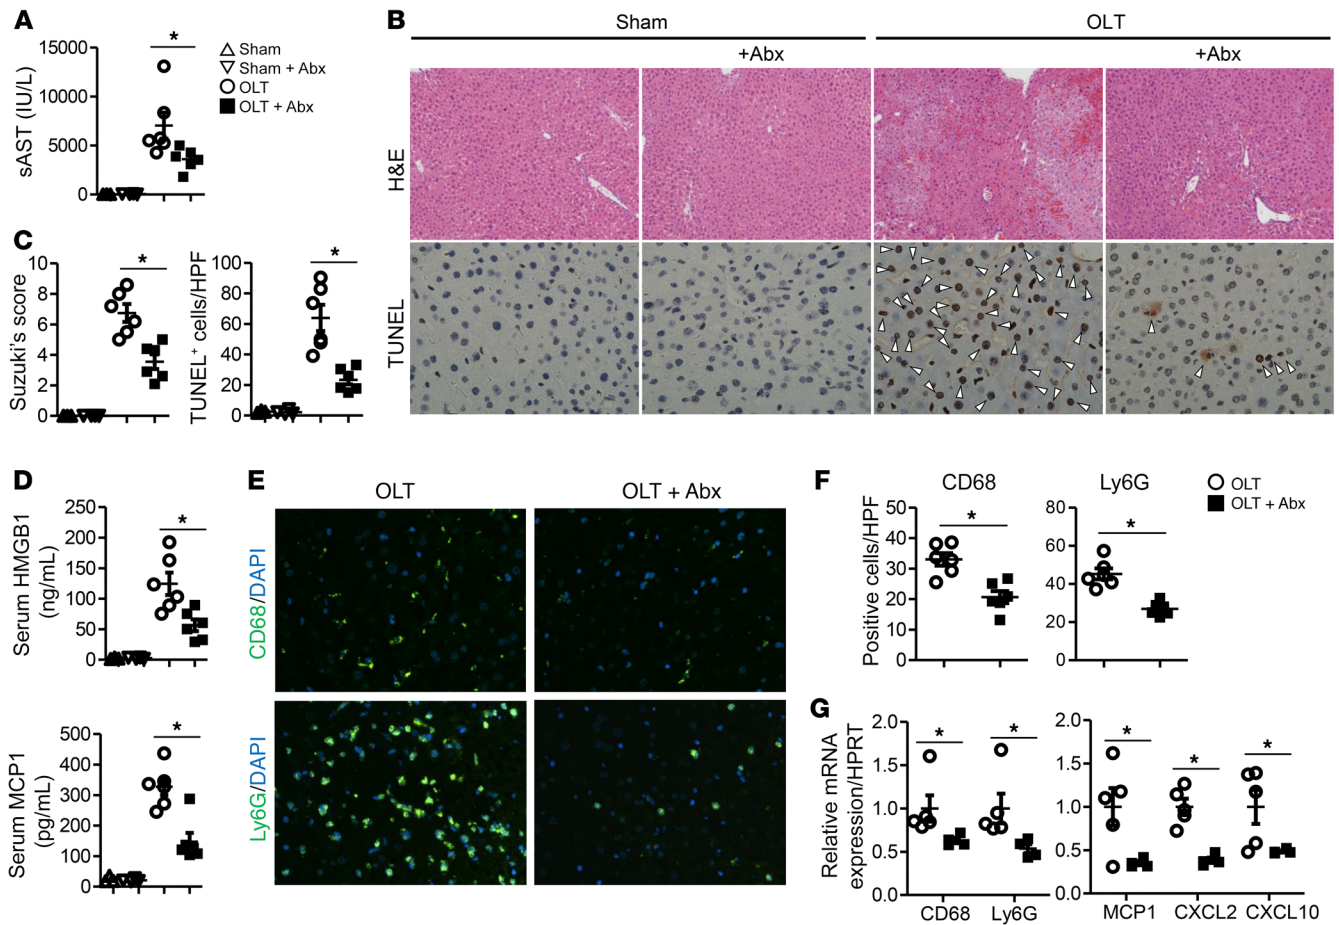 A
*
sAST (IU/L)
15000
10000
5000
0
Sham
Sham + Abx
OLT
OLT + Abx
B
Sham
OLT
+Abx
+Abx
H&E
TUNEL
C
*
Suzuki's score
10
8
6
4
2
0
*
TUNEL+ cells/HPF
100
80
60
40
20
0
D
*
Serum HMGB1
(ng/mL)
250
200
150
100
50
0
*
Serum MCP1
(pg/mL)
500
400
300
200
100
0
E
OLT
OLT + Abx
CD68/DAPI
Ly6G/DAPI
F
CD68
Ly6G
OLT
OLT + Abx
*
Positive cells/HPF
50
40
30
20
10
0
*
80
60
40
20
0
G
Relative mRNA
expression/HPRT
2.0
1.5
1.0
0.5
0.0
*
*
CD68
Ly6G
2.0
1.5
1.0
0.5
0.0
*
*
*
MCP1
CXCL2
CXCL10